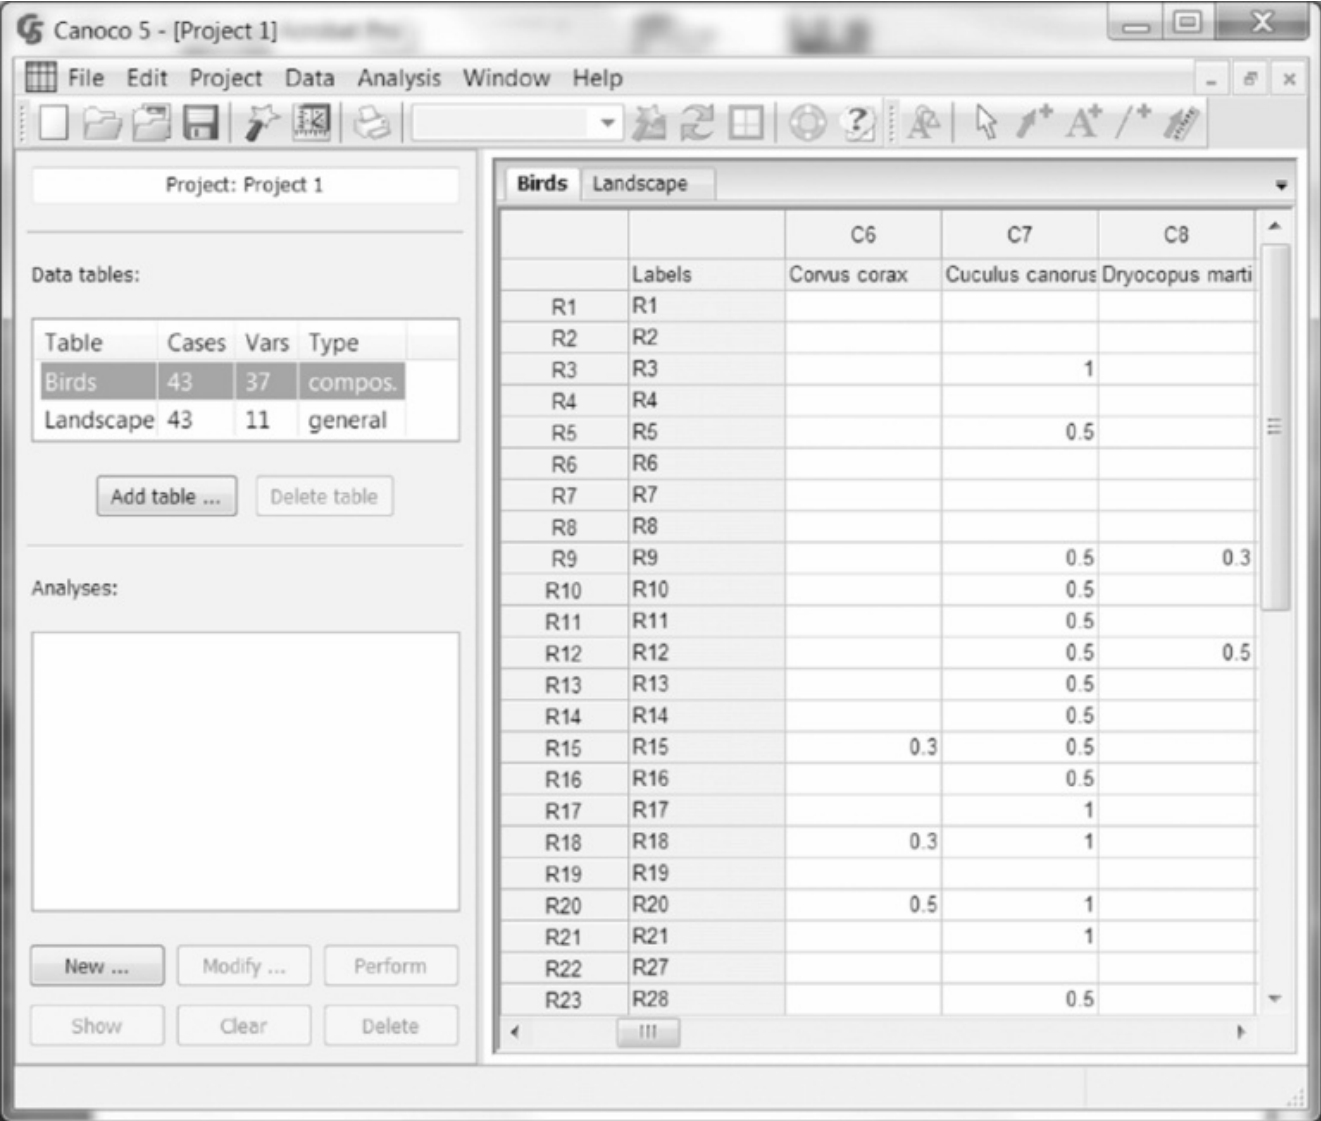 Canoco 5 - [Project 1]
File Edit Project Data Analysis Window Help
Project: Project 1
Data tables:
Table Cases Vars Type
Birds 43 37 compos.
Landscape 43 11 general
Add table ... Delete table
Analyses:
New ... Modify ... Perform
Show Clear Delete
Birds Landscape
C6 C7 C8
Labels Corvus corax Cuculus canorus Dryocopus marti
R1 R1
R2 R2
R3 R3 1
R4 R4
R5 R5 0.5
R6 R6
R7 R7
R8 R8
R9 R9 0.5 0.3
R10 R10 0.5
R11 R11 0.5
R12 R12 0.5 0.5
R13 R13 0.5
R14 R14 0.5
R15 R15 0.3 0.5
R16 R16 0.5
R17 R17 1
R18 R18 0.3 1
R19 R19
R20 R20 0.5 1
R21 R21 1
R22 R27
R23 R28 0.5